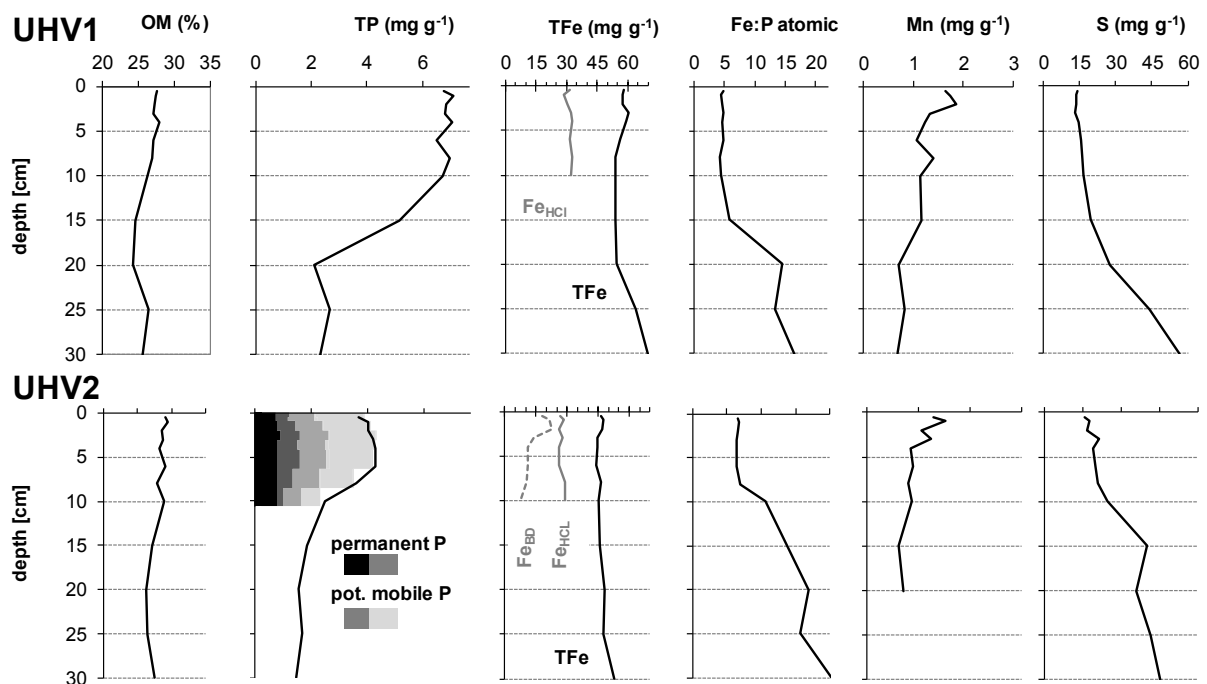 UHV1
OM (%) TP (mg g⁻¹) TFe (mg g⁻¹) Fe:P atomic Mn (mg g⁻¹) S (mg g⁻¹)
20 25 30 35 0 2 4 6 0 15 30 45 60 0 5 10 15 20 0 1 2 3 0 15 30 45 60
0
5
10
15
20
25
30
depth [cm]
Fe_HCl
TFe
UHV2
0
5
10
15
20
25
30
depth [cm]
permanent P
pot. mobile P
Fe_BD
Fe_HCL
TFe